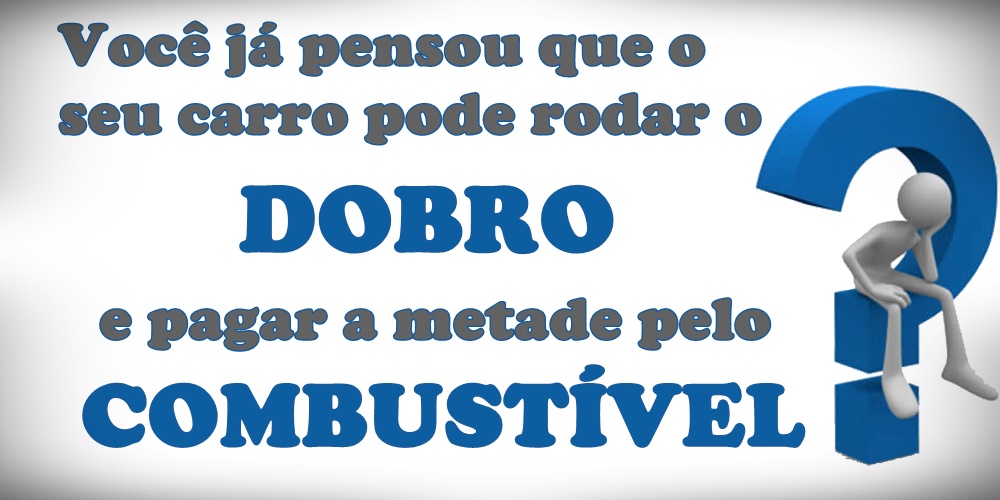 Você já pensou que o
seu carro pode rodar o
DOBRO
e pagar a metade pelo
COMBUSTÍVEL